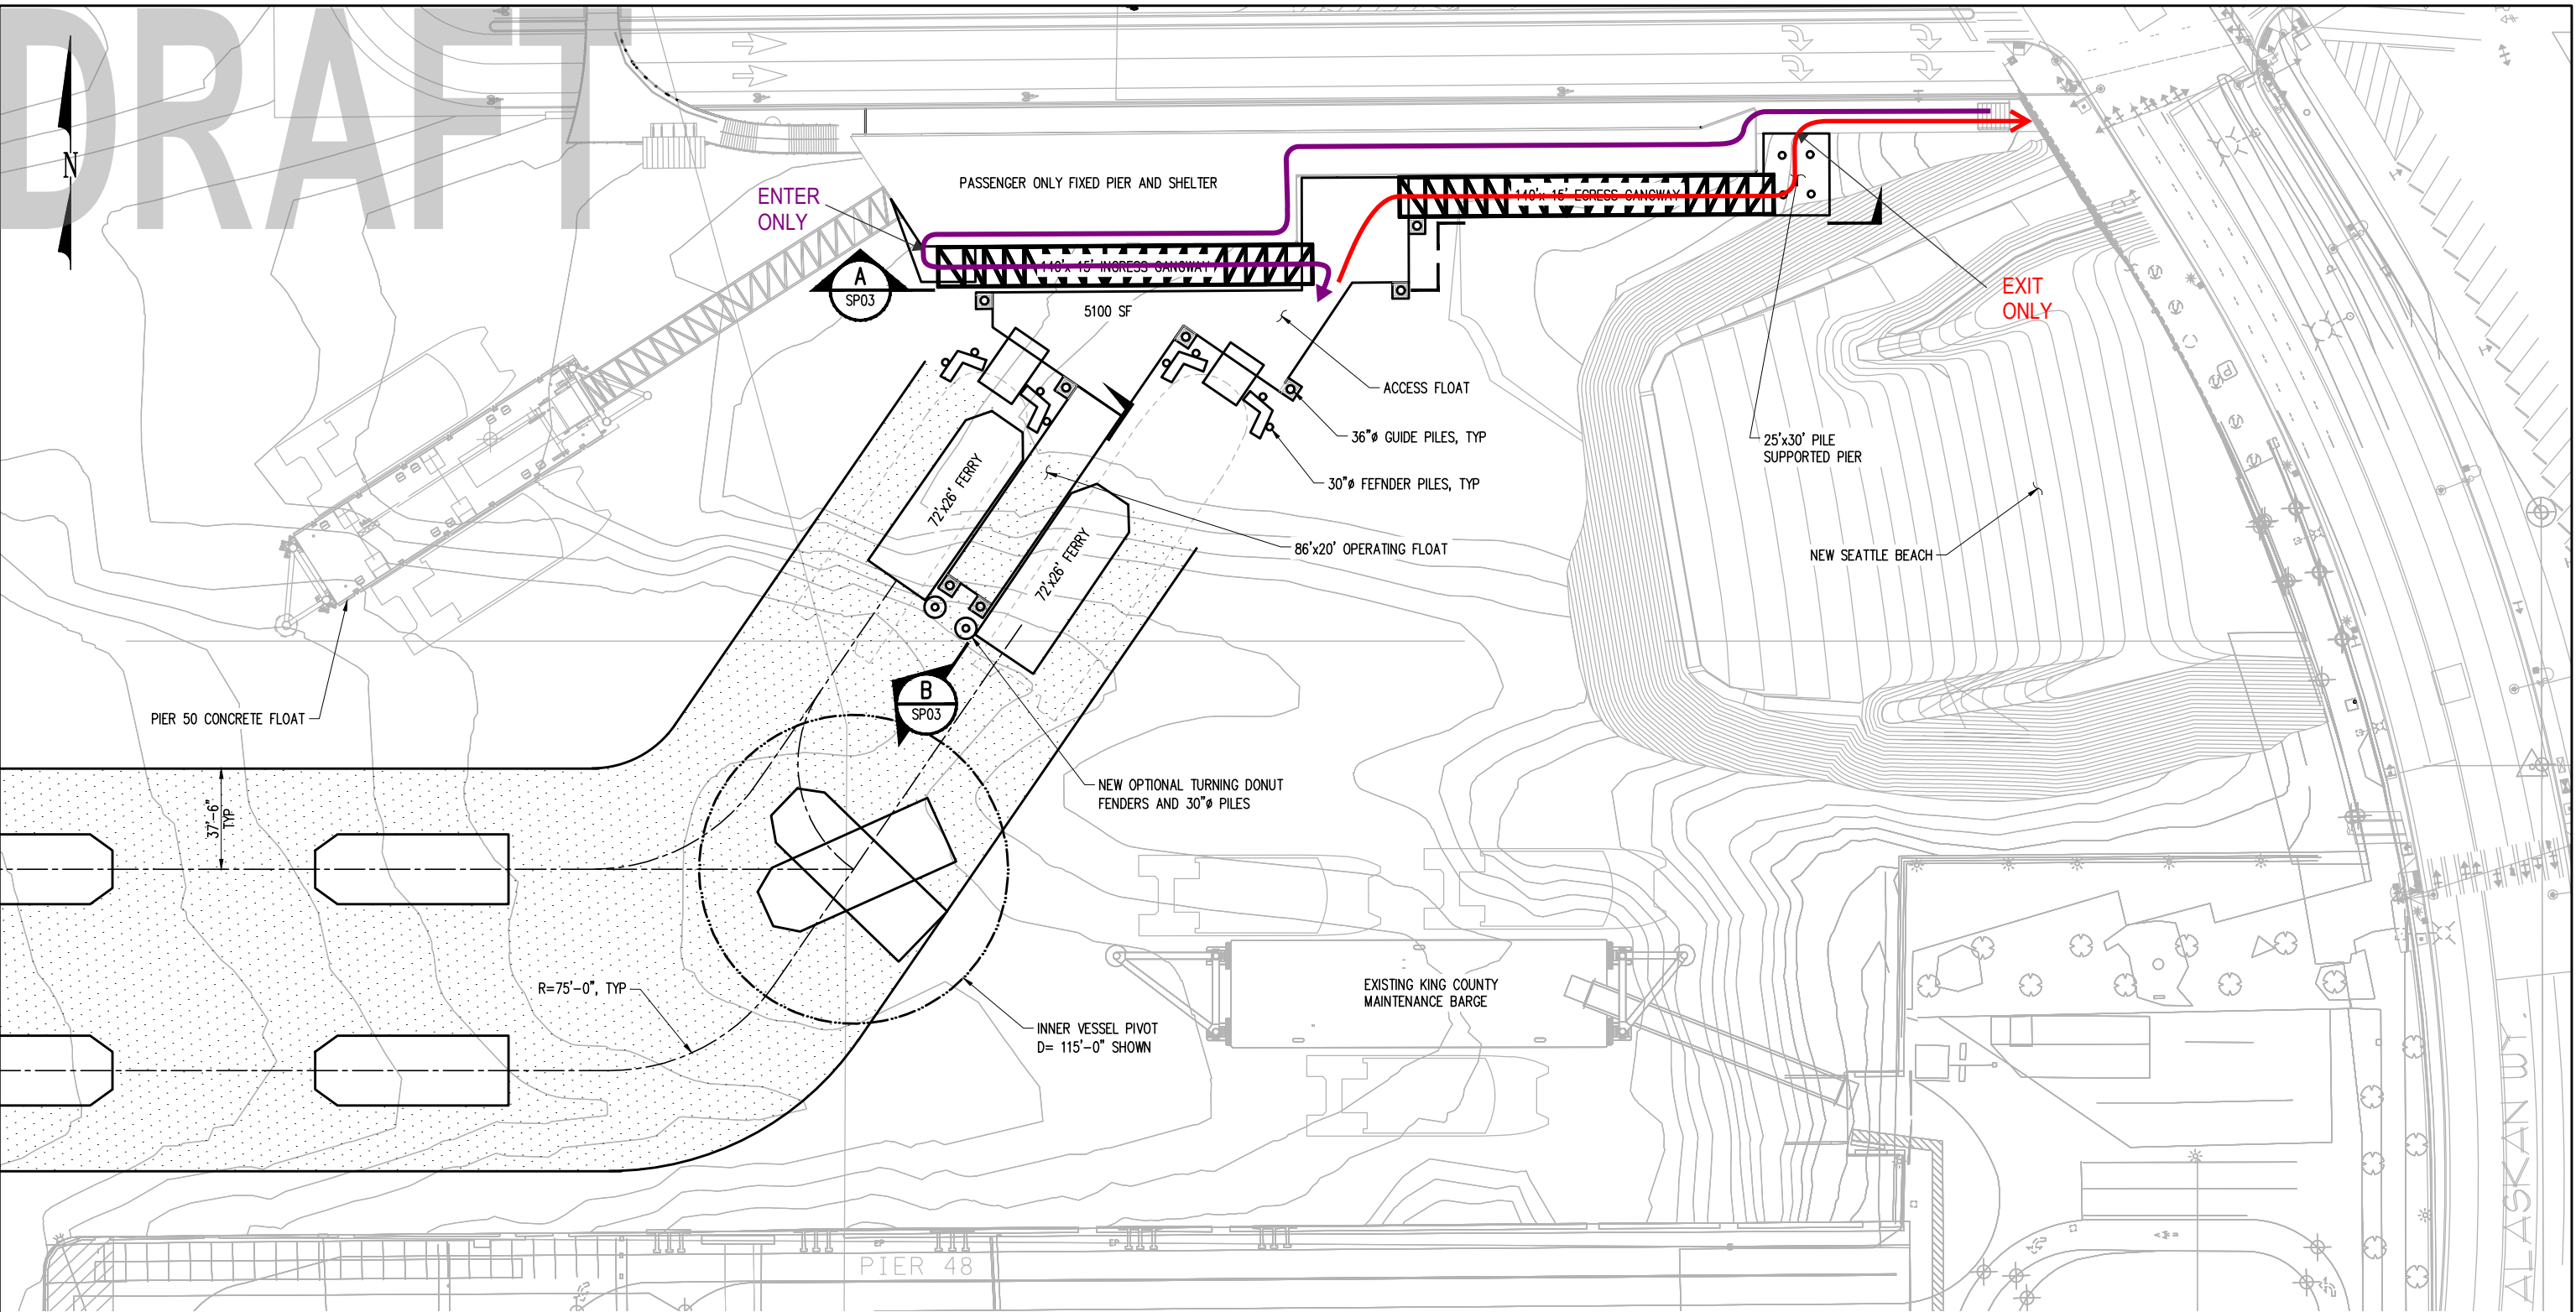 DRAFT
N
ENTER
ONLY
PASSENGER ONLY FIXED PIER AND SHELTER
140'x 15' EGRESS GANGWAY
140'x 15' INGRESS GANGWAY
A
SP03
5100 SF
EXIT
ONLY
ACCESS FLOAT
36"ø GUIDE PILES, TYP
25'x30' PILE
SUPPORTED PIER
30"ø FEFNDER PILES, TYP
72'x26' FERRY
72'x26' FERRY
86'x20' OPERATING FLOAT
NEW SEATTLE BEACH
B
SP03
PIER 50 CONCRETE FLOAT
NEW OPTIONAL TURNING DONUT
FENDERS AND 30"ø PILES
37'-6"
TYP
R=75'-0", TYP
EXISTING KING COUNTY
MAINTENANCE BARGE
INNER VESSEL PIVOT
D= 115'-0" SHOWN
PIER 48
ALASKAN WY.